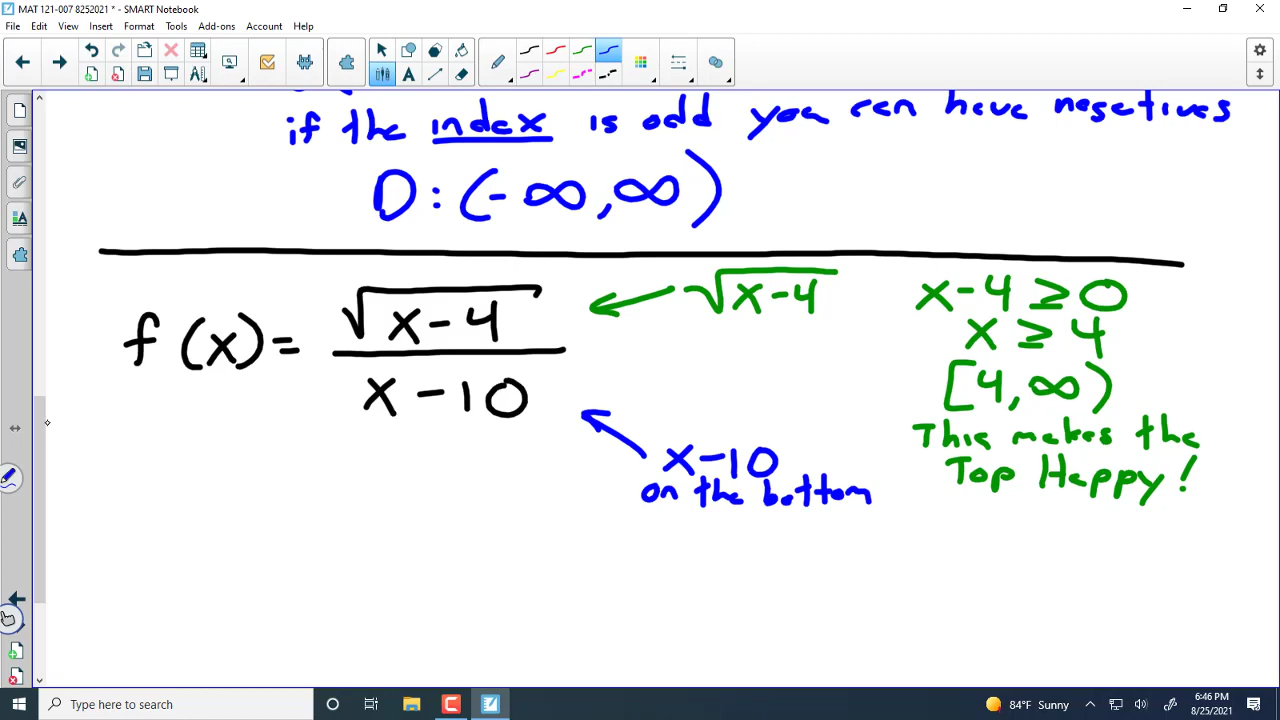 MAT 121-007 8252021 * - SMART Notebook
File Edit View Insert Format Tools Add-ons Account Help
if the index is odd you can have negatives
D: (-∞, ∞)
f(x) = √(x-4) / (x-10)
√(x-4)
x-4 ≥ 0
x ≥ 4
[4, ∞)
This makes the
Top Happy!
x-10
on the bottom
Type here to search
84°F Sunny
6:46 PM
8/25/2021